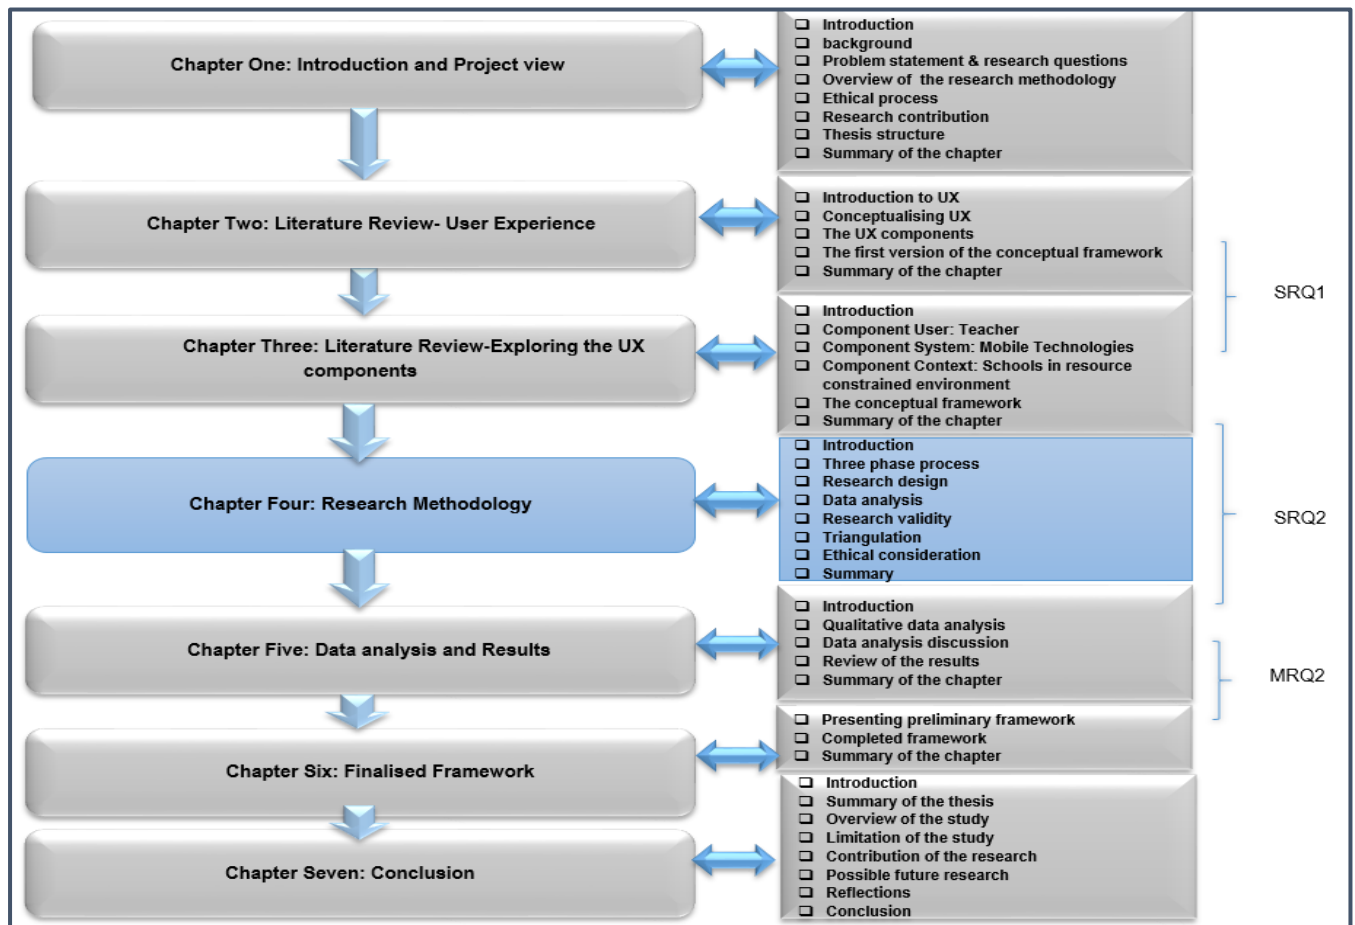 Chapter One: Introduction and Project view
❑ Introduction
❑ background
❑ Problem statement & research questions
❑ Overview of the research methodology
❑ Ethical process
❑ Research contribution
❑ Thesis structure
❑ Summary of the chapter
Chapter Two: Literature Review- User Experience
❑ Introduction to UX
❑ Conceptualising UX
❑ The UX components
❑ The first version of the conceptual framework
❑ Summary of the chapter
SRQ1
Chapter Three: Literature Review-Exploring the UX
components
❑ Introduction
❑ Component User: Teacher
❑ Component System: Mobile Technologies
❑ Component Context: Schools in resource
constrained environment
❑ The conceptual framework
❑ Summary of the chapter
Chapter Four: Research Methodology
❑ Introduction
❑ Three phase process
❑ Research design
❑ Data analysis
❑ Research validity
❑ Triangulation
❑ Ethical consideration
❑ Summary
SRQ2
Chapter Five: Data analysis and Results
❑ Introduction
❑ Qualitative data analysis
❑ Data analysis discussion
❑ Review of the results
❑ Summary of the chapter
MRQ2
Chapter Six: Finalised Framework
❑ Presenting preliminary framework
❑ Completed framework
❑ Summary of the chapter
Chapter Seven: Conclusion
❑ Introduction
❑ Summary of the thesis
❑ Overview of the study
❑ Limitation of the study
❑ Contribution of the research
❑ Possible future research
❑ Reflections
❑ Conclusion